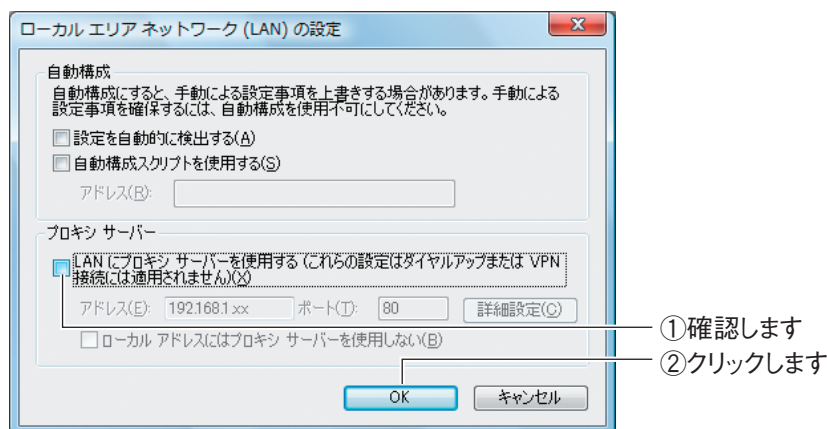 ローカル エリア ネットワーク (LAN) の設定
自動構成
自動構成にすると、手動による設定事項を上書きする場合があります。手動による
設定事項を確保するには、自動構成を使用不可にしてください。
設定を自動的に検出する(A)
自動構成スクリプトを使用する(S)
アドレス(R):
プロキシ サーバー
LAN にプロキシ サーバーを使用する (これらの設定はダイヤルアップまたは VPN
接続には適用されません)(X)
アドレス(E): 192.168.1.xx ポート(T): 80 詳細設定(C)
ローカル アドレスにはプロキシ サーバーを使用しない(B)
①確認します
②クリックします
OK キャンセル